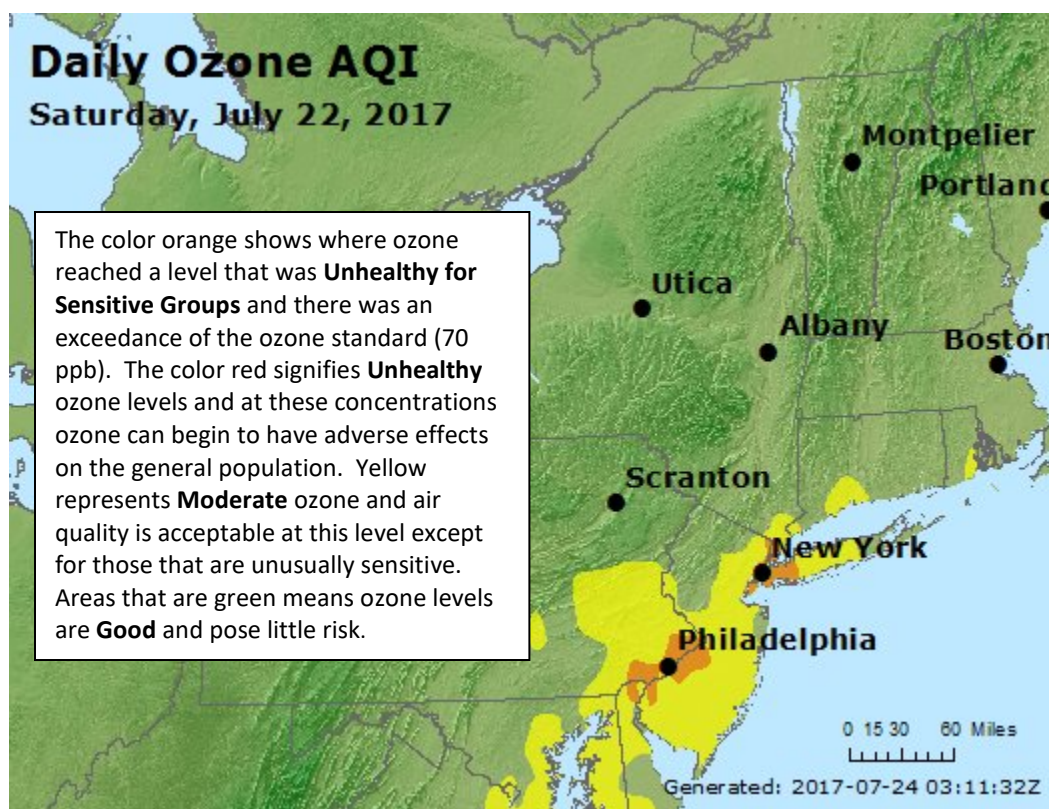 Daily Ozone AQI
Saturday, July 22, 2017
Montpelier
Portland
The color orange shows where ozone
reached a level that was Unhealthy for
Sensitive Groups and there was an
exceedance of the ozone standard (70
ppb).  The color red signifies Unhealthy
ozone levels and at these concentrations
ozone can begin to have adverse effects
on the general population.  Yellow
represents Moderate ozone and air
quality is acceptable at this level except
for those that are unusually sensitive.
Areas that are green means ozone levels
are Good and pose little risk.
Utica
Albany
Boston
Scranton
New York
Philadelphia
0 15 30 60 Miles
Generated: 2017-07-24 03:11:32Z